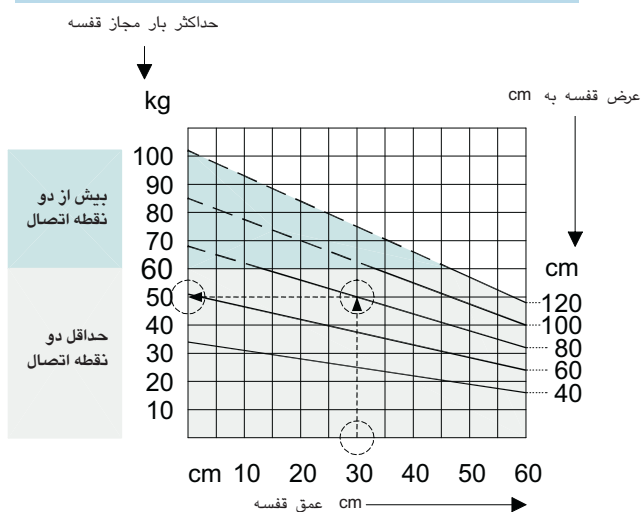 حداکثر بار مجاز قفسه
عرض قفسه به cm
kg
100
90
80
70
60
50
40
30
20
10
بیش از دو
نقطه اتصال
حداقل دو
نقطه اتصال
cm
120
100
80
60
40
cm 10 20 30 40 50 60
عمق قفسه cm